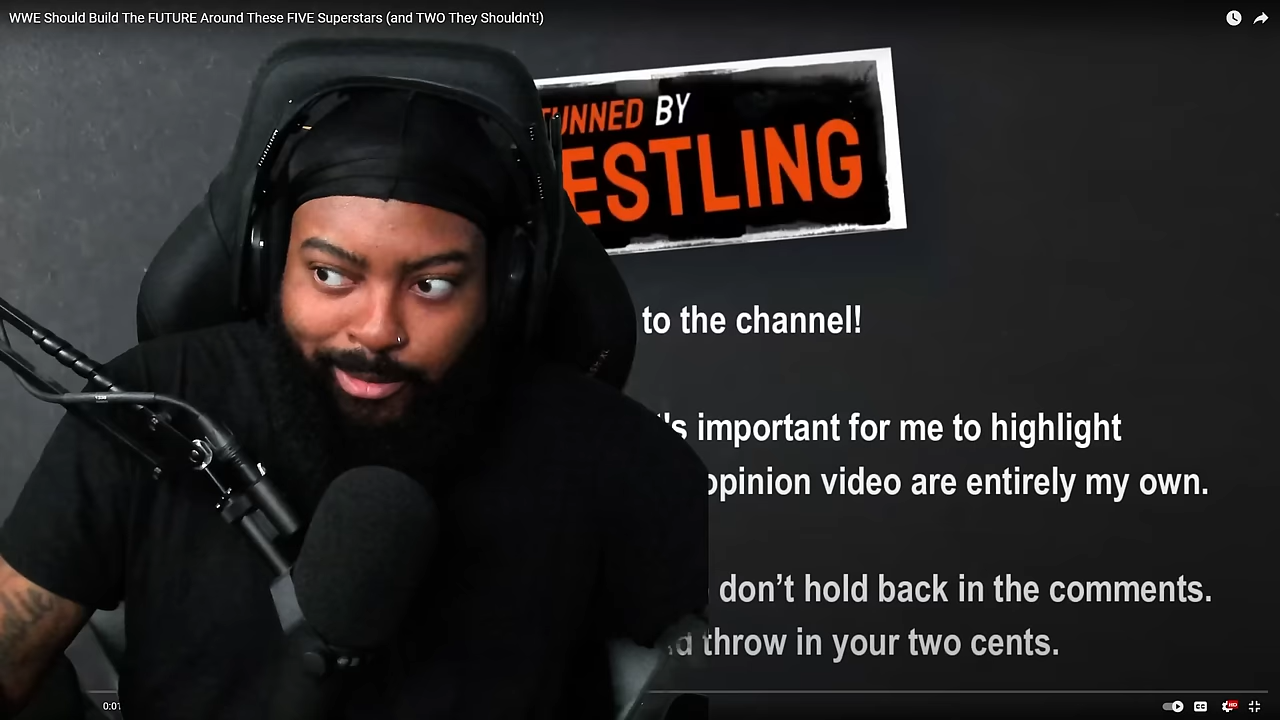 WWE Should Build The FUTURE Around These FIVE Superstars (and TWO They Shouldn't!)
BY
to the channel!
important for me to highlight
opinion video are entirely my own.
don't hold back in the comments.
throw in your two cents.
CC
HD